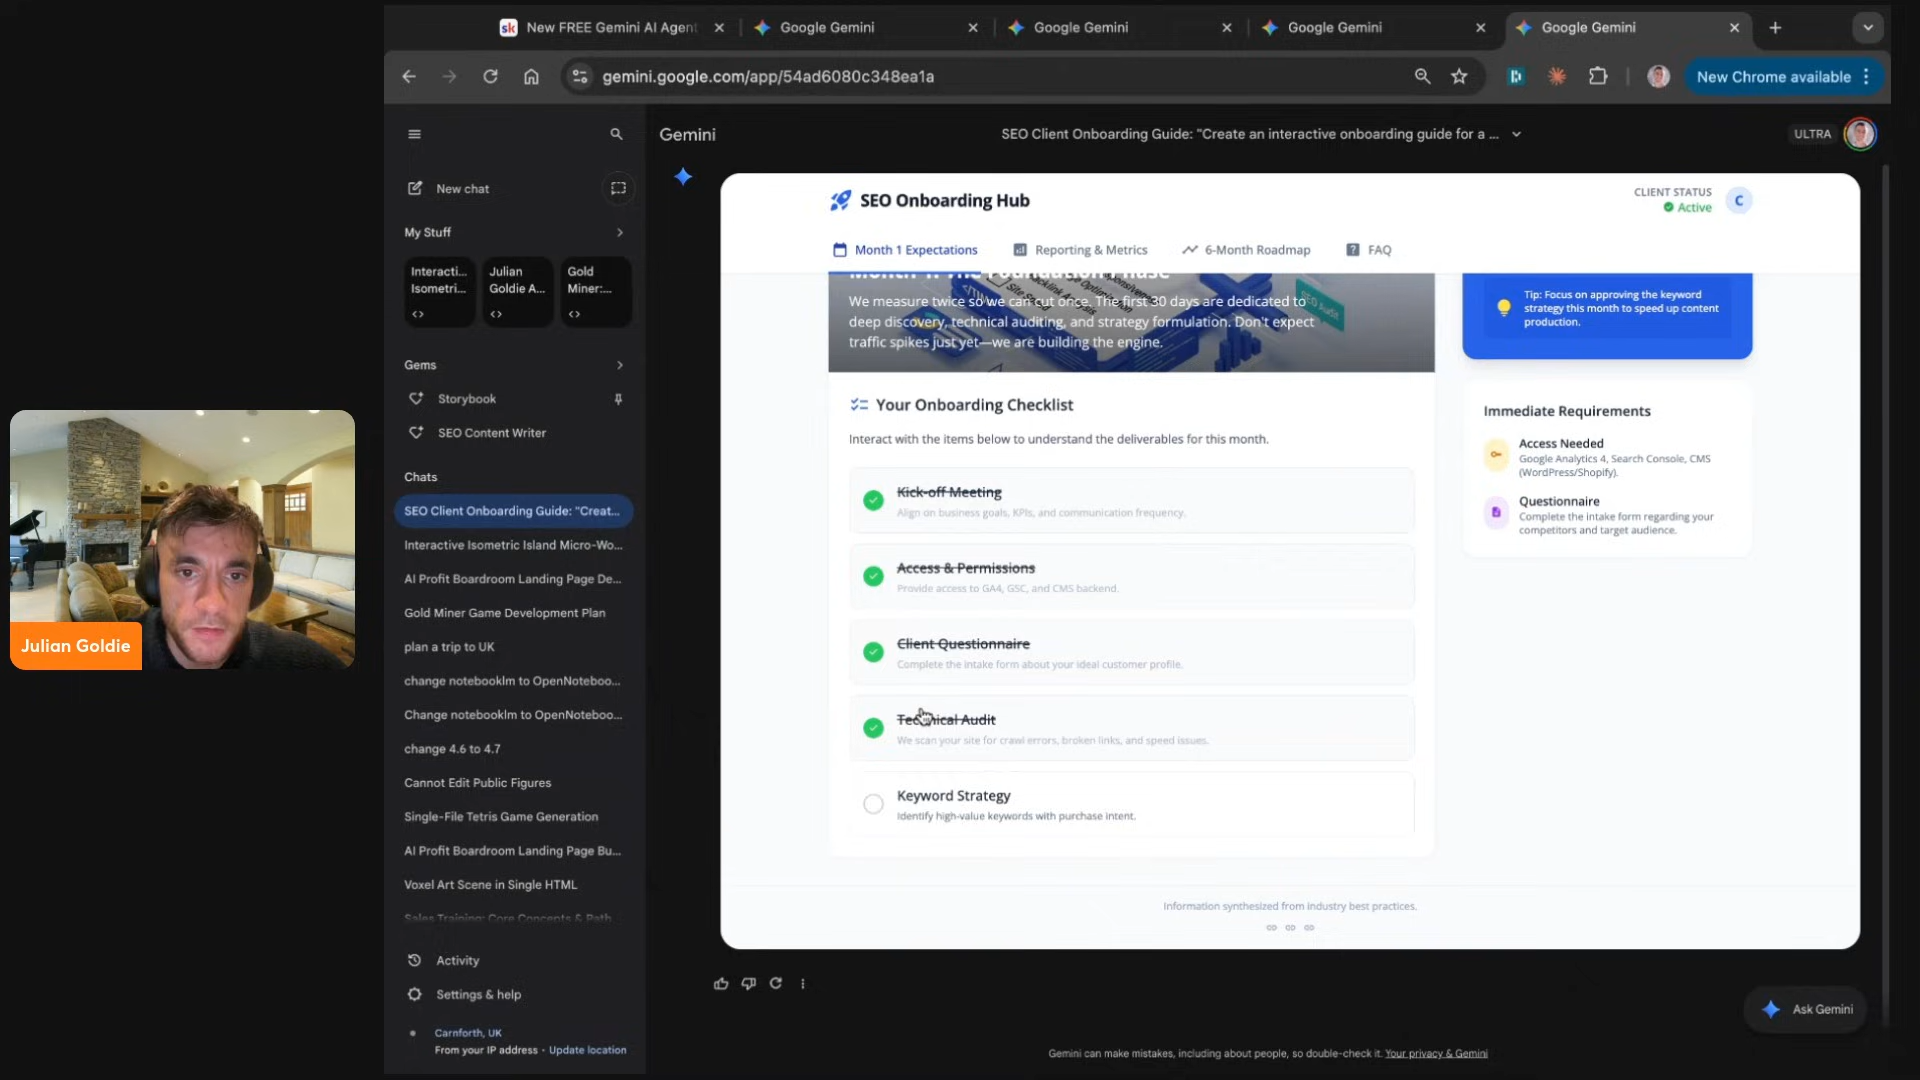 New FREE Gemini AI Agent
Google Gemini
Google Gemini
Google Gemini
Google Gemini
gemini.google.com/app/54ad6080c348ea1a
New Chrome available
Gemini
SEO Client Onboarding Guide: "Create an interactive onboarding guide for a ...
ULTRA
New chat
My Stuff
Interacti...
Isometri...
Julian
Goldie A...
Gold
Miner:...
Gems
Storybook
SEO Content Writer
Chats
SEO Client Onboarding Guide: "Creat...
Interactive Isometric Island Micro-Wo...
AI Profit Boardroom Landing Page De...
Gold Miner Game Development Plan
plan a trip to UK
change notebooklm to OpenNoteboo...
Change notebooklm to OpenNoteboo...
change 4.6 to 4.7
Cannot Edit Public Figures
Single-File Tetris Game Generation
AI Profit Boardroom Landing Page Bu...
Voxel Art Scene in Single HTML
Sales Training: Core Concepts & Path...
Activity
Settings & help
Carnforth, UK
From your IP address • Update location
Julian Goldie
SEO Onboarding Hub
CLIENT STATUS
Active
C
Month 1 Expectations
Reporting & Metrics
6-Month Roadmap
FAQ
Month 1: The Foundation Phase
We measure twice so we can cut once. The first 30 days are dedicated to
deep discovery, technical auditing, and strategy formulation. Don't expect
traffic spikes just yet—we are building the engine.
Backlink Analysis
SEO Audit
Your Onboarding Checklist
Interact with the items below to understand the deliverables for this month.
Kick-off Meeting
Align on business goals, KPIs, and communication frequency.
Access & Permissions
Provide access to GA4, GSC, and CMS backend.
Client Questionnaire
Complete the intake form about your ideal customer profile.
Technical Audit
We scan your site for crawl errors, broken links, and speed issues.
Keyword Strategy
Identify high-value keywords with purchase intent.
Tip: Focus on approving the keyword
strategy this month to speed up content
production.
Immediate Requirements
Access Needed
Google Analytics 4, Search Console, CMS
(WordPress/Shopify).
Questionnaire
Complete the intake form regarding your
competitors and target audience.
Information synthesized from industry best practices.
Ask Gemini
Gemini can make mistakes, including about people, so double-check it. Your privacy & Gemini